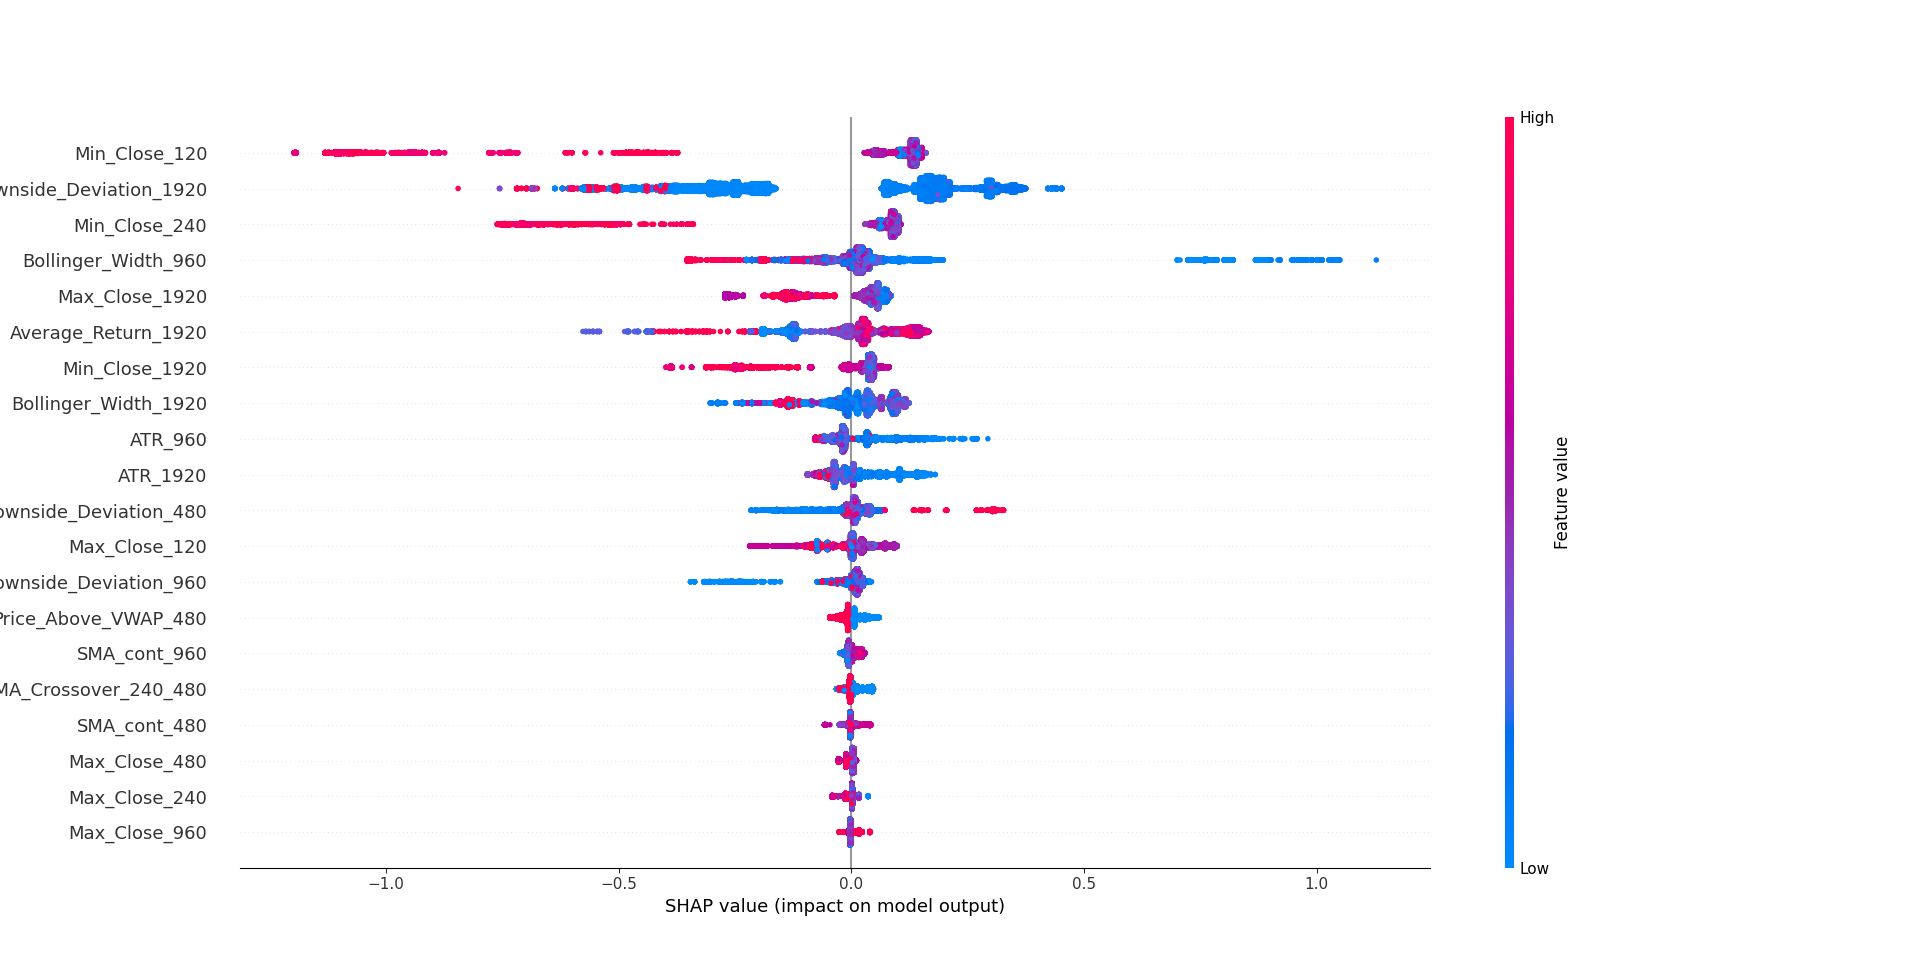 High
Min_Close_120
wnside_Deviation_1920
Min_Close_240
Bollinger_Width_960
Max_Close_1920
Average_Return_1920
Min_Close_1920
Bollinger_Width_1920
ATR_960
ATR_1920
ownside_Deviation_480
Max_Close_120
ownside_Deviation_960
Price_Above_VWAP_480
SMA_cont_960
MA_Crossover_240_480
SMA_cont_480
Max_Close_480
Max_Close_240
Max_Close_960
Feature value
Low
−1.0 −0.5 0.0 0.5 1.0
SHAP value (impact on model output)